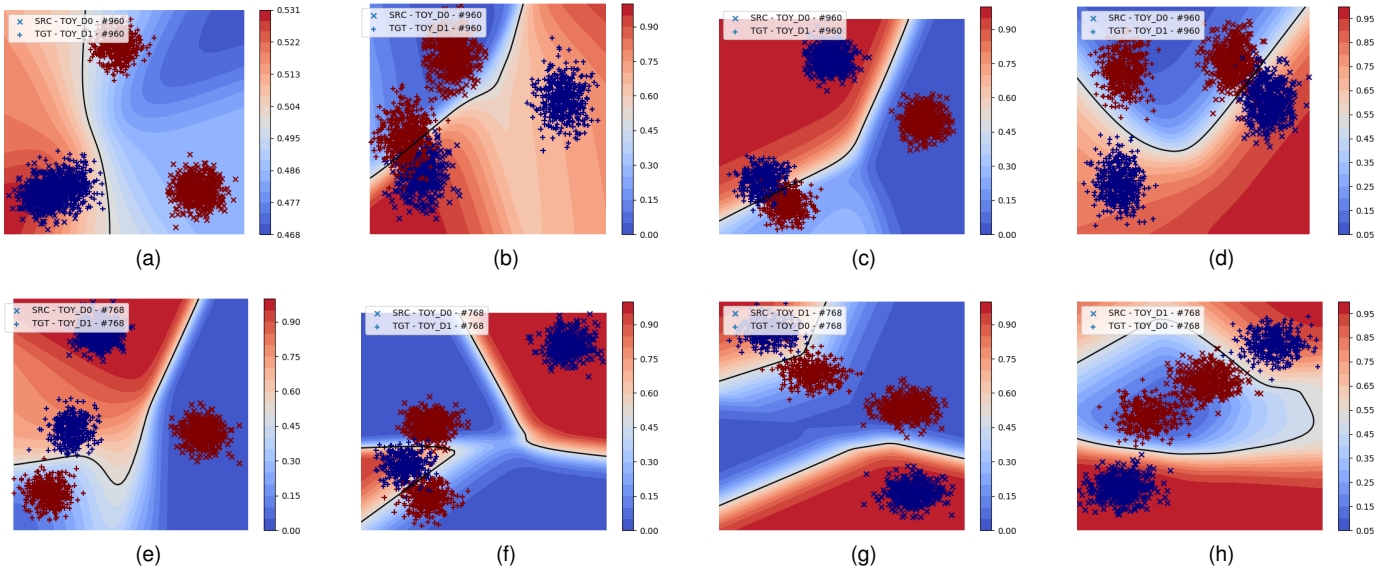 SRC - TOY_D0 - #960
TGT - TOY_D1 - #960
0.531
0.522
0.513
0.504
0.495
0.486
0.477
0.468
(a)
SRC - TOY_D0 - #960
TGT - TOY_D1 - #960
0.90
0.75
0.60
0.45
0.30
0.15
0.00
(b)
SRC - TOY_D0 - #960
TGT - TOY_D1 - #960
0.90
0.75
0.60
0.45
0.30
0.15
0.00
(c)
SRC - TOY_D0 - #960
TGT - TOY_D1 - #960
0.95
0.85
0.75
0.65
0.55
0.45
0.35
0.25
0.15
0.05
(d)
SRC - TOY_D0 - #768
TGT - TOY_D1 - #768
0.90
0.75
0.60
0.45
0.30
0.15
0.00
(e)
SRC - TOY_D0 - #768
TGT - TOY_D1 - #768
0.90
0.75
0.60
0.45
0.30
0.15
0.00
(f)
SRC - TOY_D1 - #768
TGT - TOY_D0 - #768
0.90
0.75
0.60
0.45
0.30
0.15
0.00
(g)
SRC - TOY_D1 - #768
TGT - TOY_D0 - #768
0.95
0.85
0.75
0.65
0.55
0.45
0.35
0.25
0.15
0.05
(h)